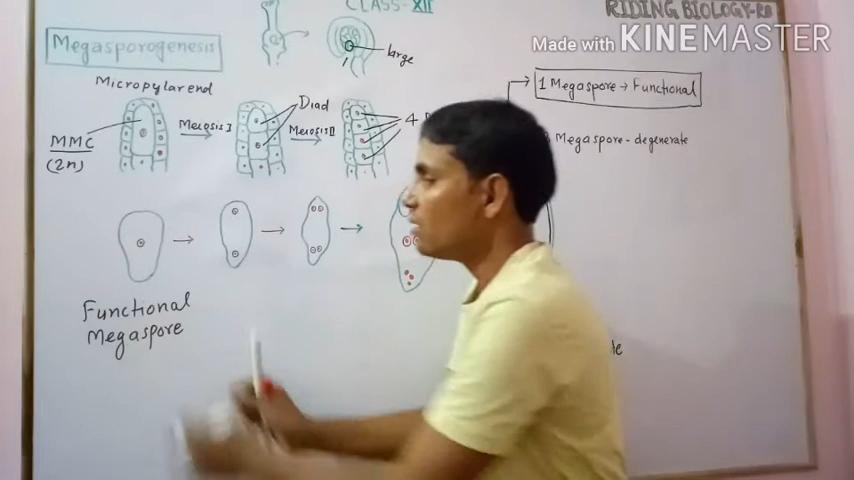 CLASS-XII
RIDING BIOLOGY-RB
Made with KINEMASTER
Megasporogenesis
large
Micropylar end
1 Megaspore → Functional
Diad
MMC
(2n)
Meiosis I
Meiosis II
4
Megaspore - degenerate
Functional
Megaspore